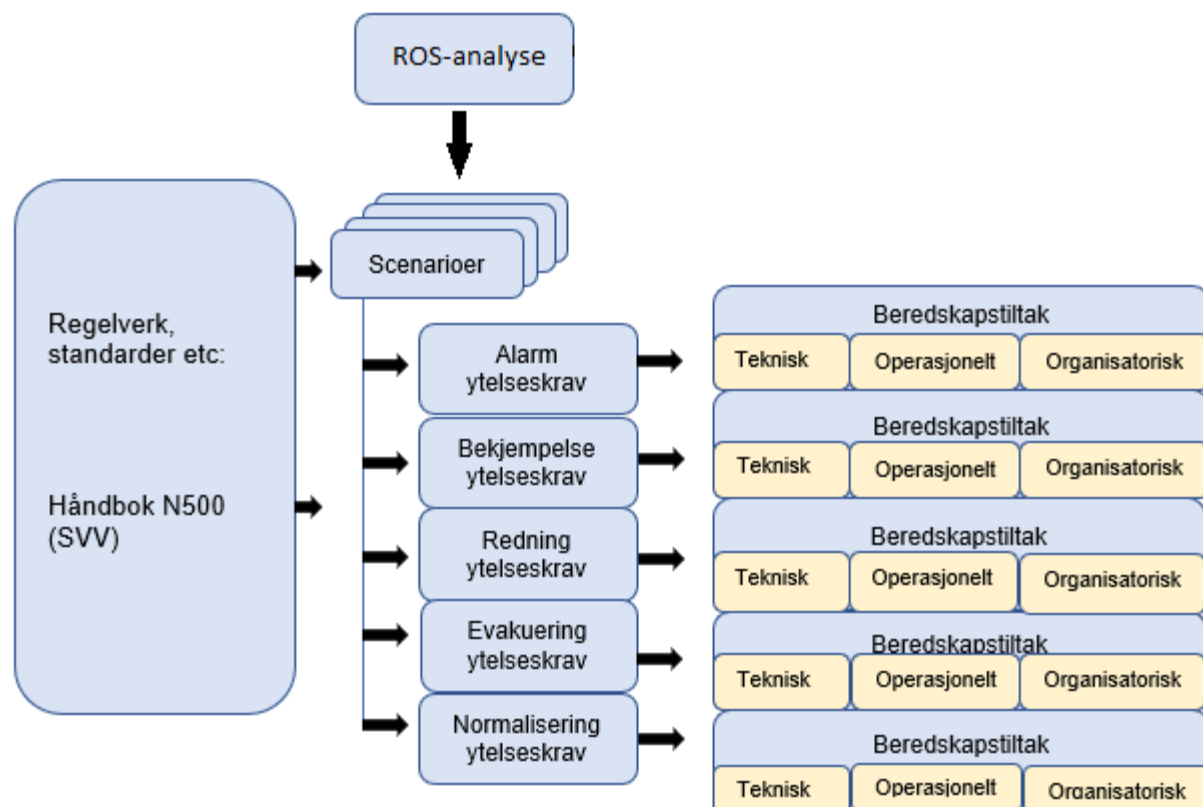 ROS-analyse
Regelverk,
standarder etc:
Håndbok N500
(SVV)
Scenarioer
Alarm
ytelseskrav
Beredskapstiltak
Teknisk
Operasjonelt
Organisatorisk
Bekjempelse
ytelseskrav
Beredskapstiltak
Teknisk
Operasjonelt
Organisatorisk
Redning
ytelseskrav
Beredskapstiltak
Teknisk
Operasjonelt
Organisatorisk
Evakuering
ytelseskrav
Beredskapstiltak
Teknisk
Operasjonelt
Organisatorisk
Normalisering
ytelseskrav
Beredskapstiltak
Teknisk
Operasjonelt
Organisatorisk